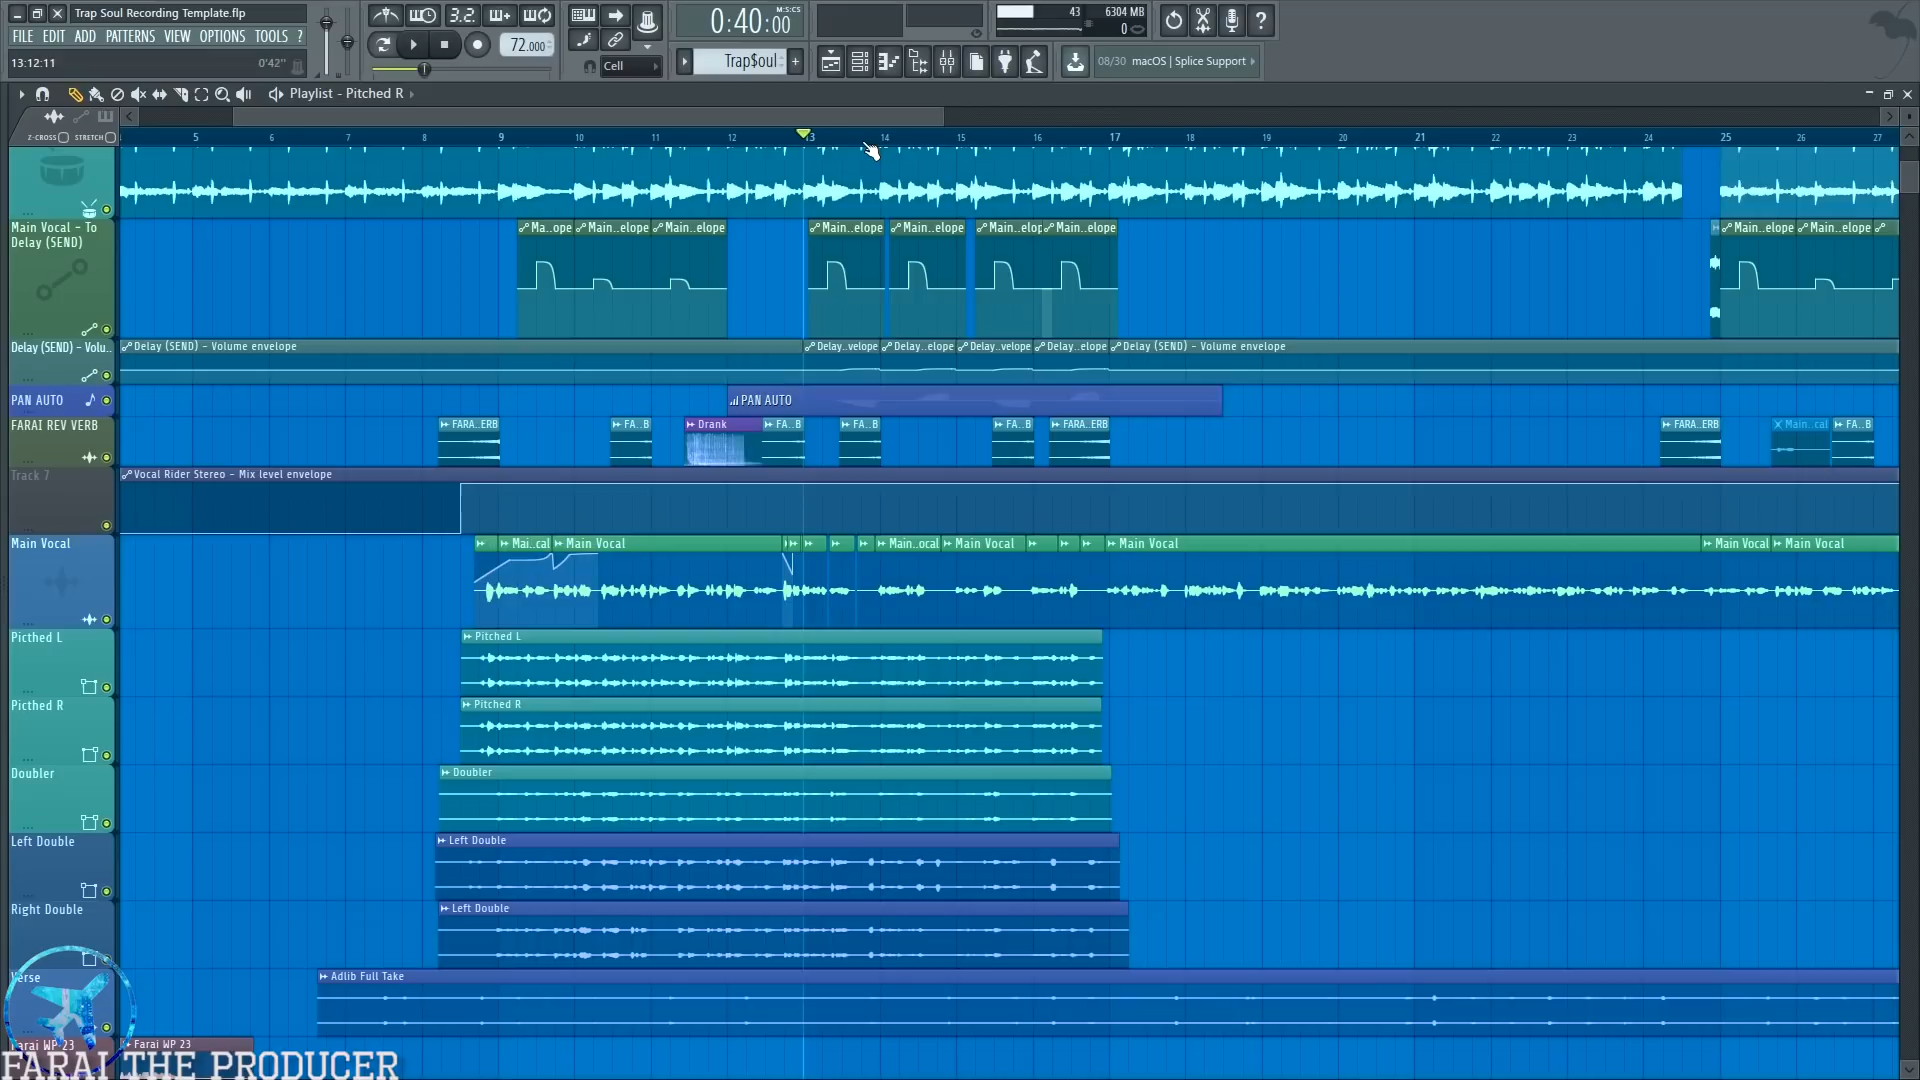 Trap Soul Recording Template.flp
FILE EDIT ADD PATTERNS VIEW OPTIONS TOOLS ?
13:12:11 0'42"
3.2.
72.000
Cell
0:40:00 M:S:CS
Trap$oul
43 6304 MB
0
08/30 macOS | Splice Support
Playlist - Pitched R
Z-CROSS STRETCH
5 6 7 8 9 10 11 12 13 14 15 16 17 18 19 20 21 22 23 24 25 26 27
Main Vocal - To Delay (SEND)
Ma..ope Main..elope Main..elope Main..elope Main..elope Main..elop Main..elope Main..elope Main..elope
Delay (SEND) - Volu..
Delay (SEND) - Volume envelope Delay..velope Delay..elope Delay..velope Delay..elope Delay (SEND) - Volume envelope
PAN AUTO
PAN AUTO
FARAI REV VERB
FARA..ERB FA..B Drank FA..B FA..B FA..B FARA..ERB FARA..ERB Main..cal FA..B
Track 7
Vocal Rider Stereo - Mix level envelope
Main Vocal
Mai..cal Main Vocal Main..ocal Main Vocal Main Vocal Main Vocal Main Vocal
Picthed L
Pitched L
Picthed R
Pitched R
Doubler
Doubler
Left Double
Left Double
Right Double
Left Double
Verse
Adlib Full Take
Farai WP 23
Farai WP 23
FARAI THE PRODUCER